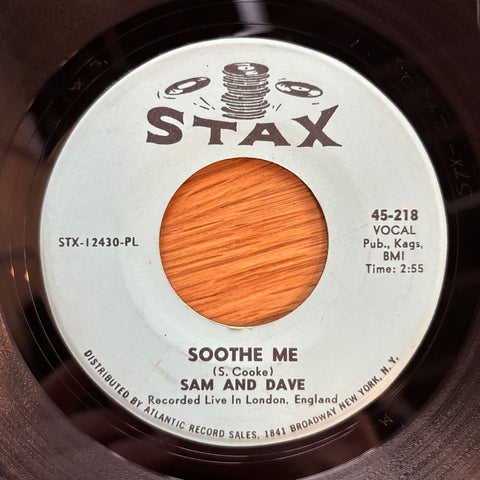 STAX
STX-12430-PL
45-218
VOCAL
Pub., Kags,
BMI
Time: 2:55
SOOTHE ME
(S. Cooke)
SAM AND DAVE
Recorded Live In London, England
DISTRIBUTED BY ATLANTIC RECORD SALES, 1841 BROADWAY NEW YORK, N.Y.